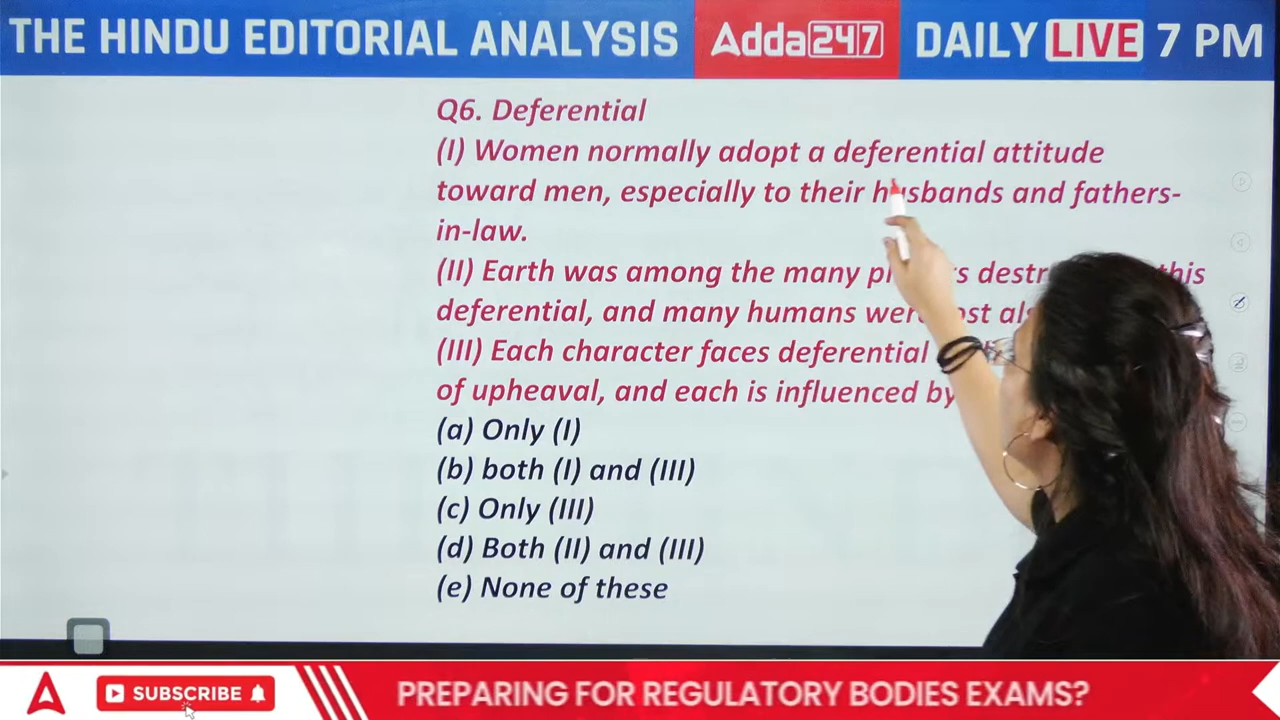 THE HINDU EDITORIAL ANALYSIS Adda247 DAILY LIVE 7 PM
Q6. Deferential
(I) Women normally adopt a deferential attitude
toward men, especially to their husbands and fathers-
in-law.
(II) Earth was among the many this
deferential, and many humans were
(III) Each character faces deferential
of upheaval, and each is influenced by
(a) Only (I)
(b) both (I) and (III)
(c) Only (III)
(d) Both (II) and (III)
(e) None of these
SUBSCRIBE PREPARING FOR REGULATORY BODIES EXAMS?